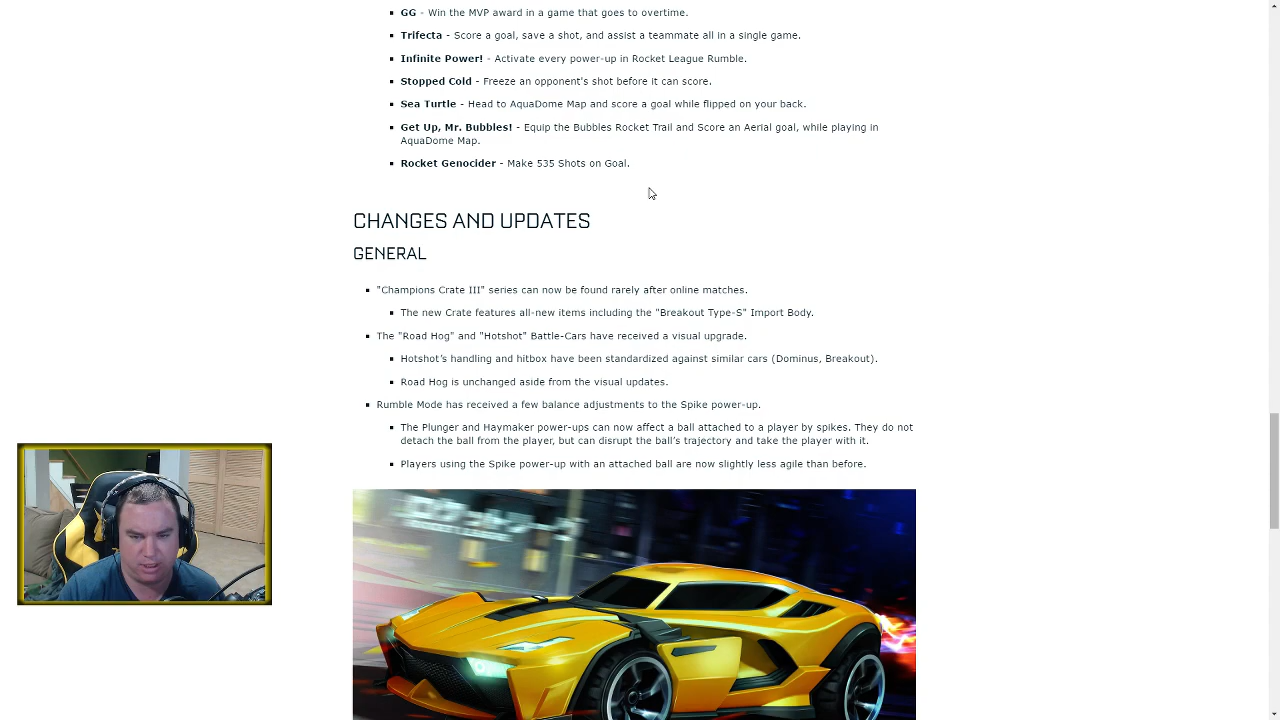 GG - Win the MVP award in a game that goes to overtime.
Trifecta - Score a goal, save a shot, and assist a teammate all in a single game.
Infinite Power! - Activate every power-up in Rocket League Rumble.
Stopped Cold - Freeze an opponent's shot before it can score.
Sea Turtle - Head to AquaDome Map and score a goal while flipped on your back.
Get Up, Mr. Bubbles! - Equip the Bubbles Rocket Trail and Score an Aerial goal, while playing in
AquaDome Map.
Rocket Genocider - Make 535 Shots on Goal.
CHANGES AND UPDATES
GENERAL
"Champions Crate III" series can now be found rarely after online matches.
The new Crate features all-new items including the "Breakout Type-S" Import Body.
The "Road Hog" and "Hotshot" Battle-Cars have received a visual upgrade.
Hotshot’s handling and hitbox have been standardized against similar cars (Dominus, Breakout).
Road Hog is unchanged aside from the visual updates.
Rumble Mode has received a few balance adjustments to the Spike power-up.
The Plunger and Haymaker power-ups can now affect a ball attached to a player by spikes. They do not
detach the ball from the player, but can disrupt the ball’s trajectory and take the player with it.
Players using the Spike power-up with an attached ball are now slightly less agile than before.